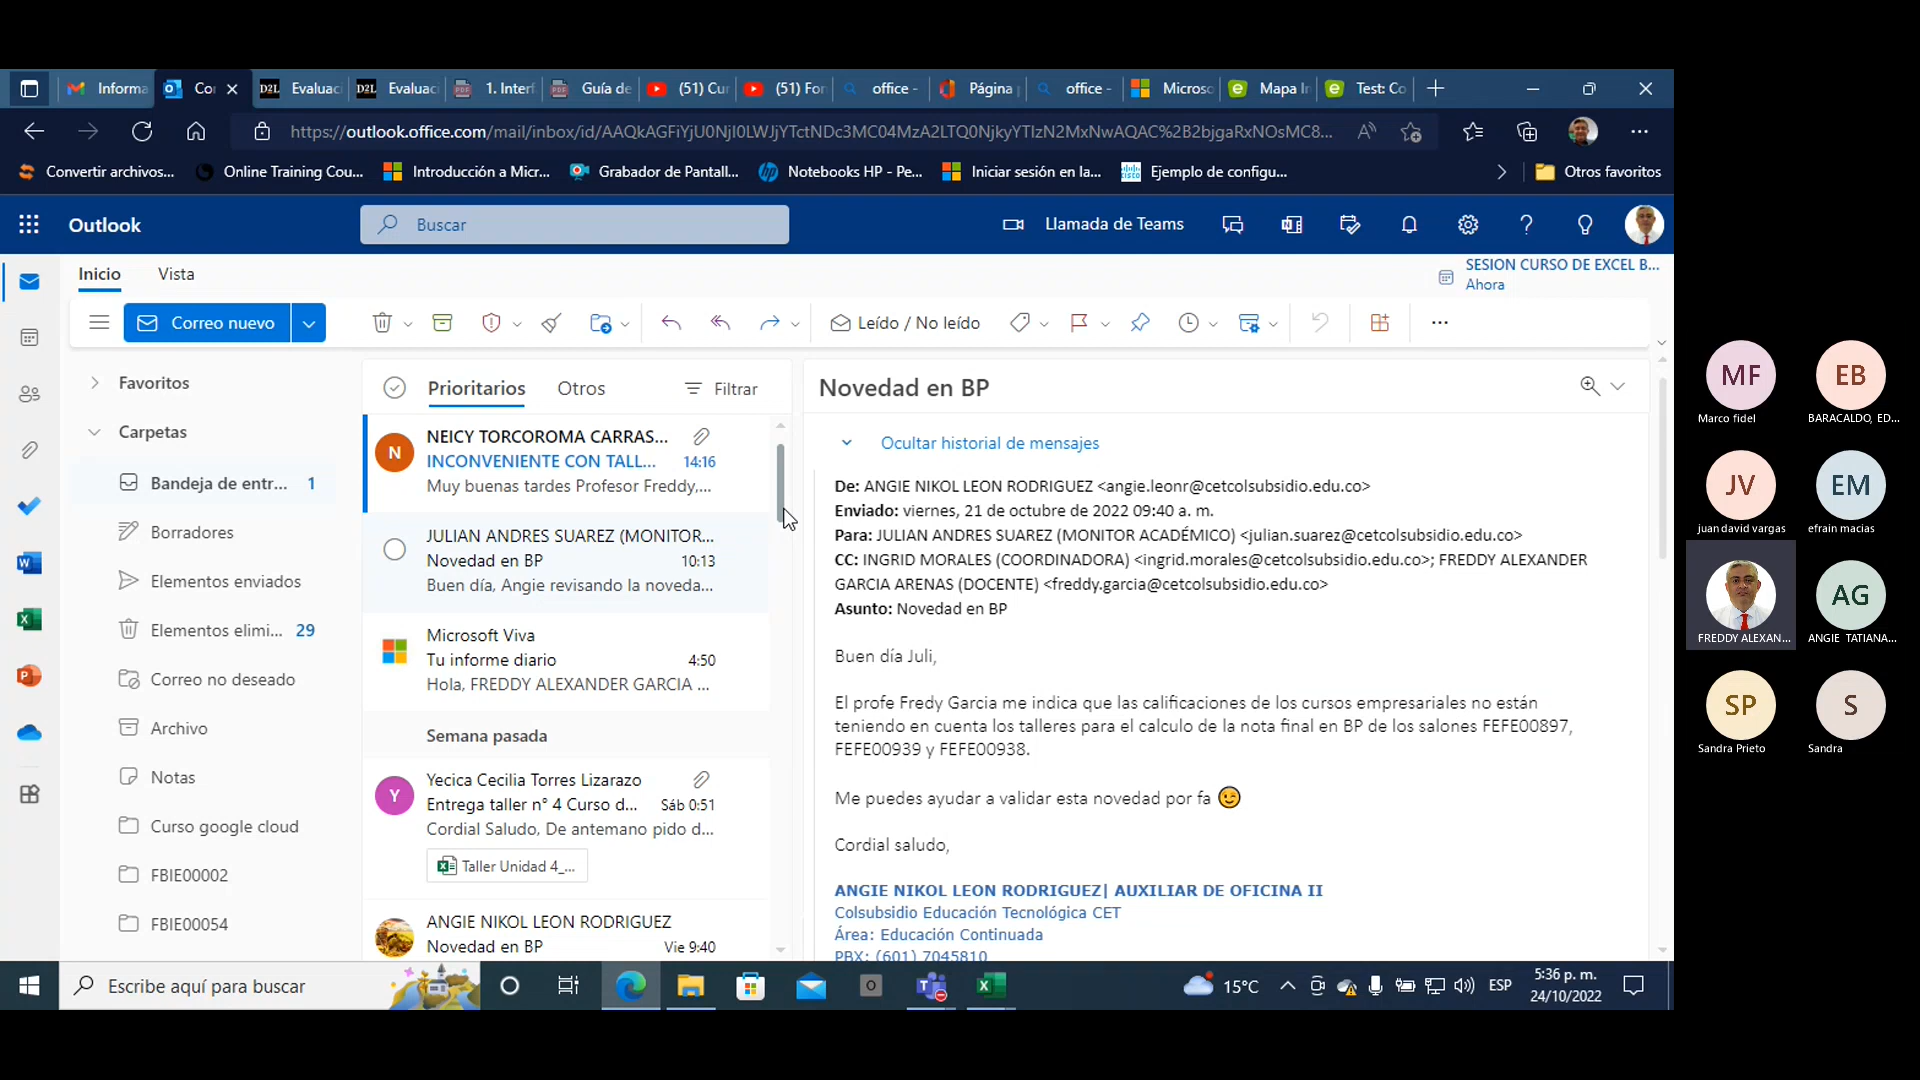 Informa
Co
Evaluac
Evaluac
1. Interf
Guía de
(51) Cur
(51) For
office -
Página
office -
Microso
Mapa In
Test: Co
https://outlook.office.com/mail/inbox/id/AAQkAGFiYjU0NjI0LWJjYTctNDc3MC04MzA2LTQ0NjkyYTIzN2MxNwAQAC%2B2bjgaRxNOsMC8...
Convertir archivos...
Online Training Cou...
Introducción a Micr...
Grabador de Pantall...
Notebooks HP - Pe...
Iniciar sesión en la...
Ejemplo de configu...
Otros favoritos
Outlook
Buscar
Llamada de Teams
Inicio
Vista
SESION CURSO DE EXCEL B...
Ahora
Correo nuevo
Leído / No leído
Favoritos
Carpetas
Bandeja de entr... 1
Borradores
Elementos enviados
Elementos elimi... 29
Correo no deseado
Archivo
Notas
Curso google cloud
FBIE00002
FBIE00054
Prioritarios
Otros
Filtrar
N
NEICY TORCOROMA CARRAS...
INCONVENIENTE CON TALL... 14:16
Muy buenas tardes Profesor Freddy,...
JULIAN ANDRES SUAREZ (MONITOR...
Novedad en BP 10:13
Buen día, Angie revisando la noveda...
Microsoft Viva
Tu informe diario 4:50
Hola, FREDDY ALEXANDER GARCIA ...
Semana pasada
Y
Yecica Cecilia Torres Lizarazo
Entrega taller n° 4 Curso d... Sáb 0:51
Cordial Saludo, De antemano pido d...
Taller Unidad 4_...
ANGIE NIKOL LEON RODRIGUEZ
Novedad en BP Vie 9:40
Novedad en BP
Ocultar historial de mensajes
De: ANGIE NIKOL LEON RODRIGUEZ <angie.leonr@cetcolsubsidio.edu.co>
Enviado: viernes, 21 de octubre de 2022 09:40 a. m.
Para: JULIAN ANDRES SUAREZ (MONITOR ACADÉMICO) <julian.suarez@cetcolsubsidio.edu.co>
CC: INGRID MORALES (COORDINADORA) <ingrid.morales@cetcolsubsidio.edu.co>; FREDDY ALEXANDER
GARCIA ARENAS (DOCENTE) <freddy.garcia@cetcolsubsidio.edu.co>
Asunto: Novedad en BP
Buen día Juli,
El profe Fredy Garcia me indica que las calificaciones de los cursos empresariales no están
teniendo en cuenta los talleres para el calculo de la nota final en BP de los salones FEFE00897,
FEFE00939 y FEFE00938.
Me puedes ayudar a validar esta novedad por fa
Cordial saludo,
ANGIE NIKOL LEON RODRIGUEZ| AUXILIAR DE OFICINA II
Colsubsidio Educación Tecnológica CET
Área: Educación Continuada
PBX: (601) 7045810
Escribe aquí para buscar
15°C
ESP
5:36 p. m.
24/10/2022
MF
Marco fidel
EB
BARACALDO, ED...
JV
juan david vargas
EM
efrain macias
FREDDY ALEXAN...
AG
ANGIE TATIANA...
SP
Sandra Prieto
S
Sandra